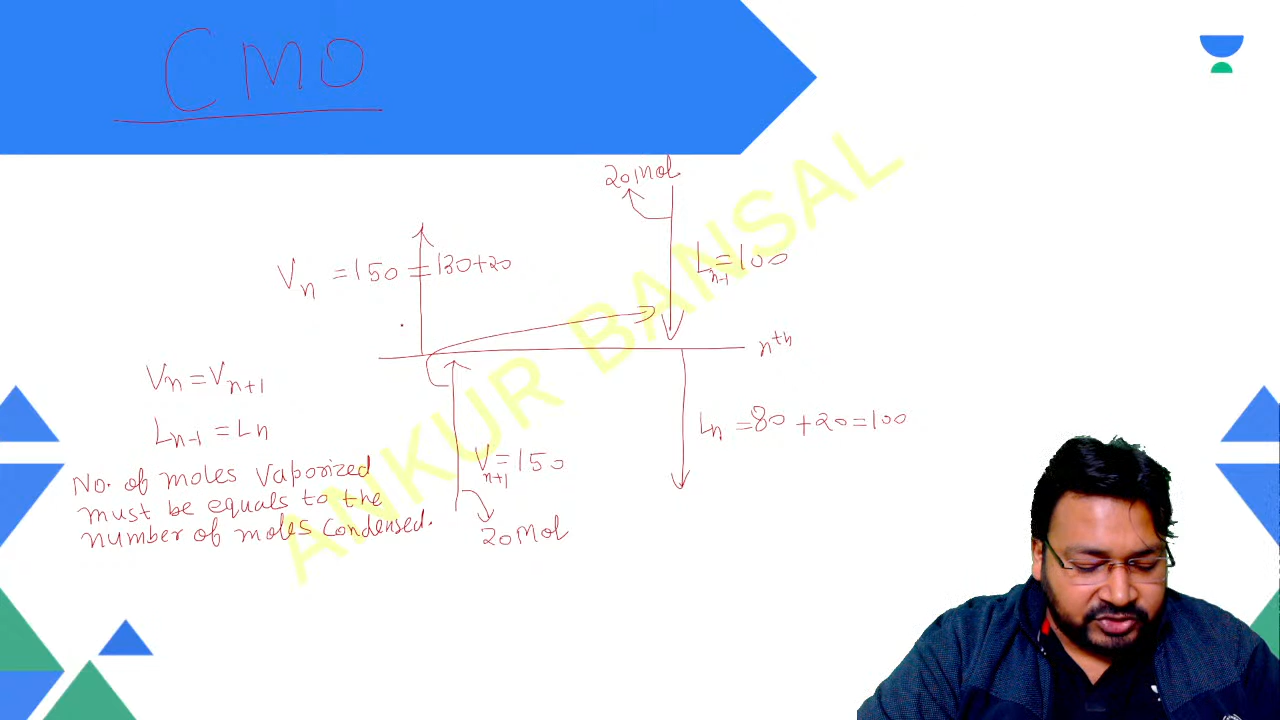 CMO
20 mol
Vn = 150 = 130+20
Ln-1 = 100
nth
Vn = Vn+1
Ln-1 = Ln
Ln = 80 + 20 = 100
No. of moles Vaporized
must be equals to the
number of moles Condensed.
Vn+1 = 150
20 mol
ANKUR BANSAL